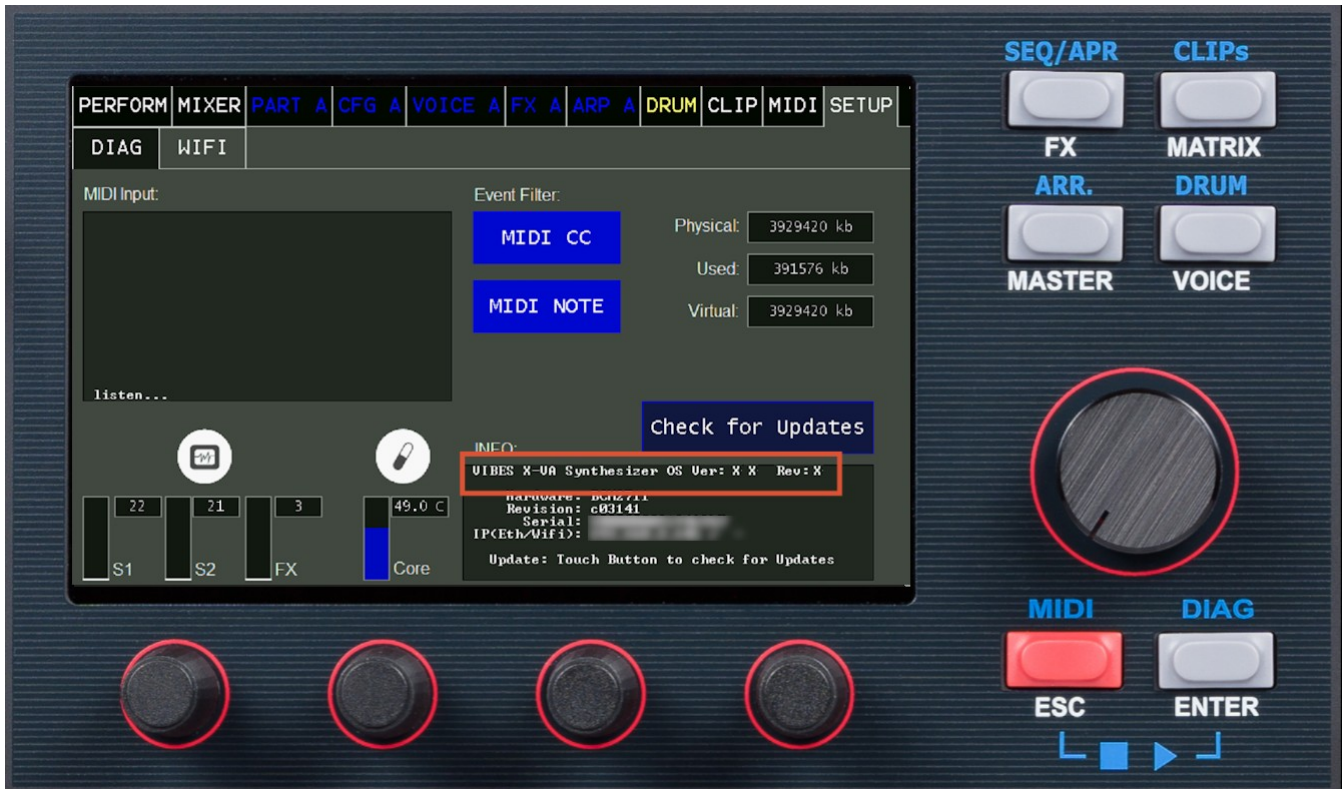 SEQ/APR CLIPs
FX MATRIX
ARR. DRUM
MASTER VOICE
PERFORM MIXER PART A CFG A VOICE A FX A ARP A DRUM CLIP MIDI SETUP
DIAG WIFI
MIDI Input:
listen...
Event Filter:
MIDI CC
MIDI NOTE
Physical: 3929420 kb
Used: 391576 kb
Virtual: 3929420 kb
Check for Updates
INFO:
VIBES X-VA Synthesizer OS Ver: X X Rev: X
Hardware: BCM2711
Revision: c03141
Serial:
IP(Eth/Wifi):
Update: Touch Button to check for Updates
22 21 3 49.0 C
S1 S2 FX Core
MIDI DIAG
ESC ENTER